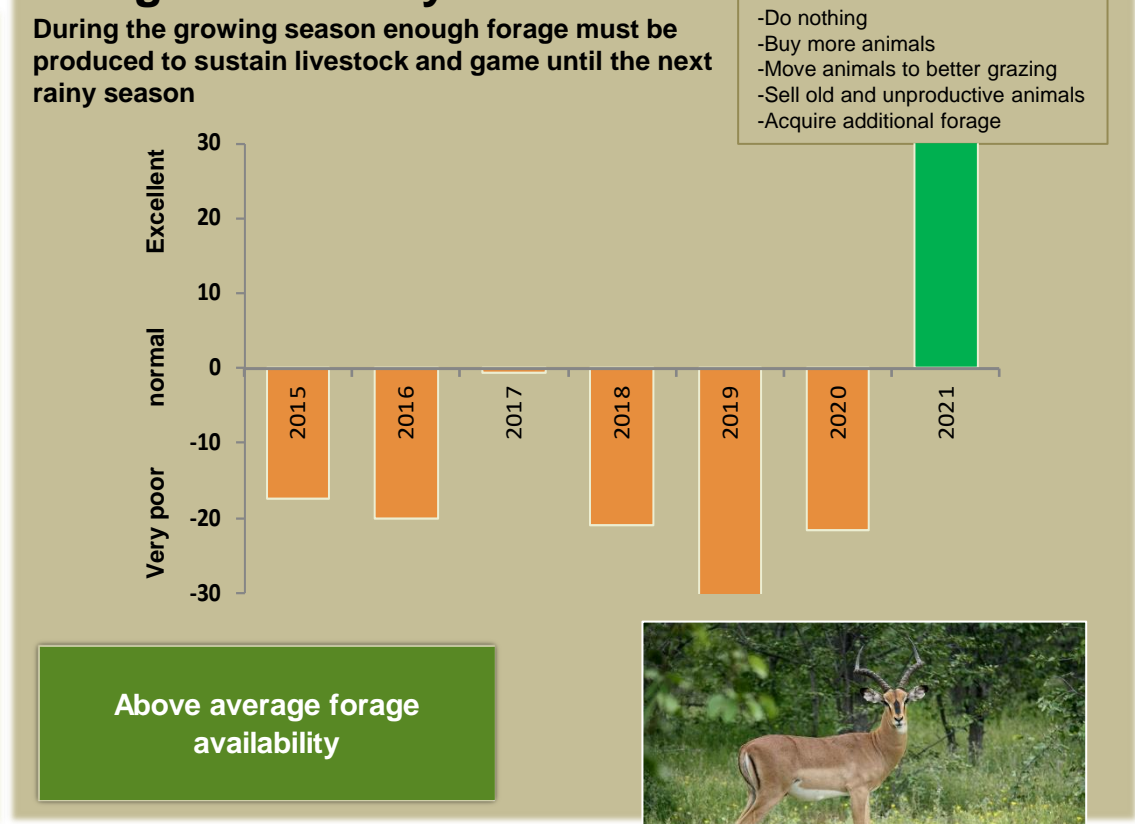 During the growing season enough forage must be
produced to sustain livestock and game until the next
rainy season
-Do nothing
-Buy more animals
-Move animals to better grazing
-Sell old and unproductive animals
-Acquire additional forage
Excellent
normal
Very poor
30
20
10
0
-10
-20
-30
2015
2016
2017
2018
2019
2020
2021
Above average forage
availability